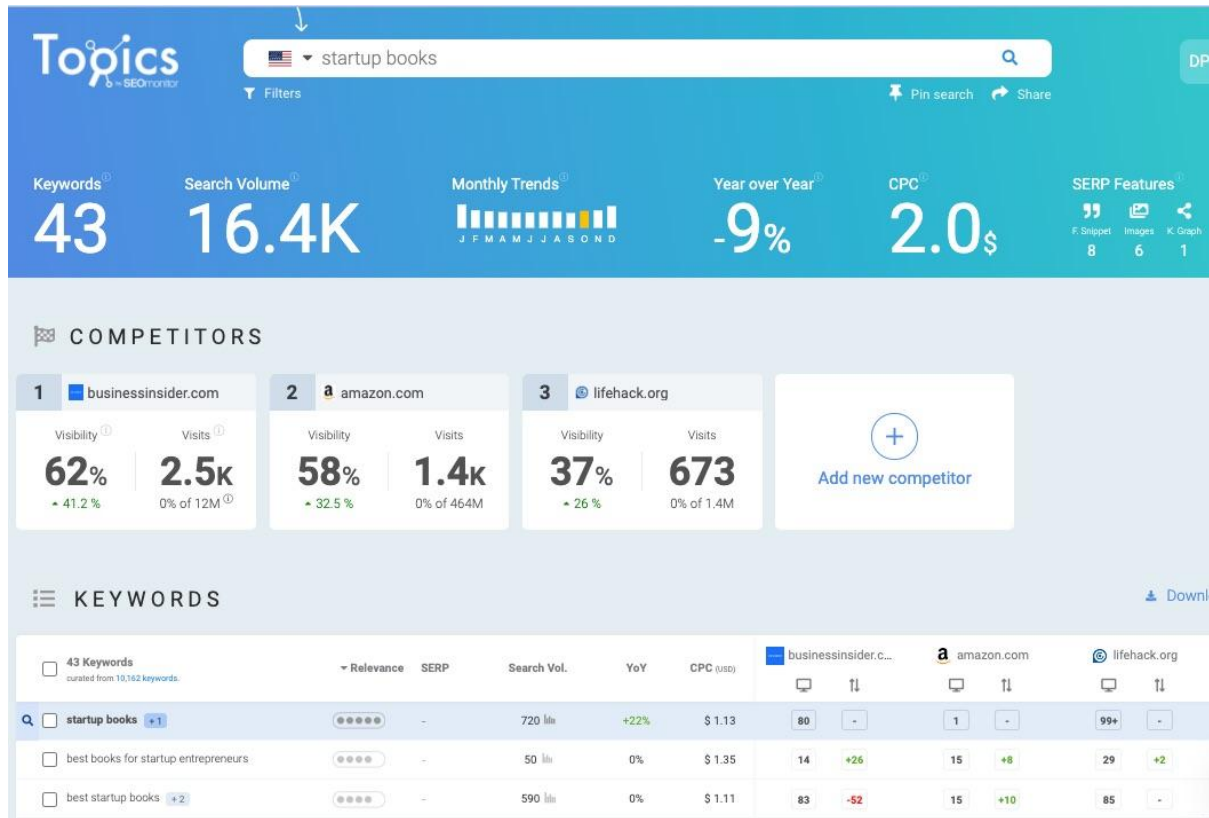 Topics
by SEOmonitor
startup books
DP
Filters
Pin search
Share
Keywords
43
Search Volume
16.4K
Monthly Trends
J F M A M J J A S O N D
Year over Year
-9%
CPC
2.0$
SERP Features
F. Snippet Images K. Graph
8 6 1
COMPETITORS
1 businessinsider.com
Visibility Visits
62% 2.5K
41.2 % 0% of 12M
2 amazon.com
Visibility Visits
58% 1.4K
32.5 % 0% of 464M
3 lifehack.org
Visibility Visits
37% 673
26 % 0% of 1.4M
+
Add new competitor
KEYWORDS
Downl
43 Keywords
curated from 10,162 keywords.
Relevance SERP Search Vol. YoY CPC (USD)
businessinsider.c... amazon.com lifehack.org
startup books +1 - 720 +22% $ 1.13 80 - 1 - 99+ -
best books for startup entrepreneurs - 50 0% $ 1.35 14 +26 15 +8 29 +2
best startup books +2 - 590 0% $ 1.11 83 -52 15 +10 85 -